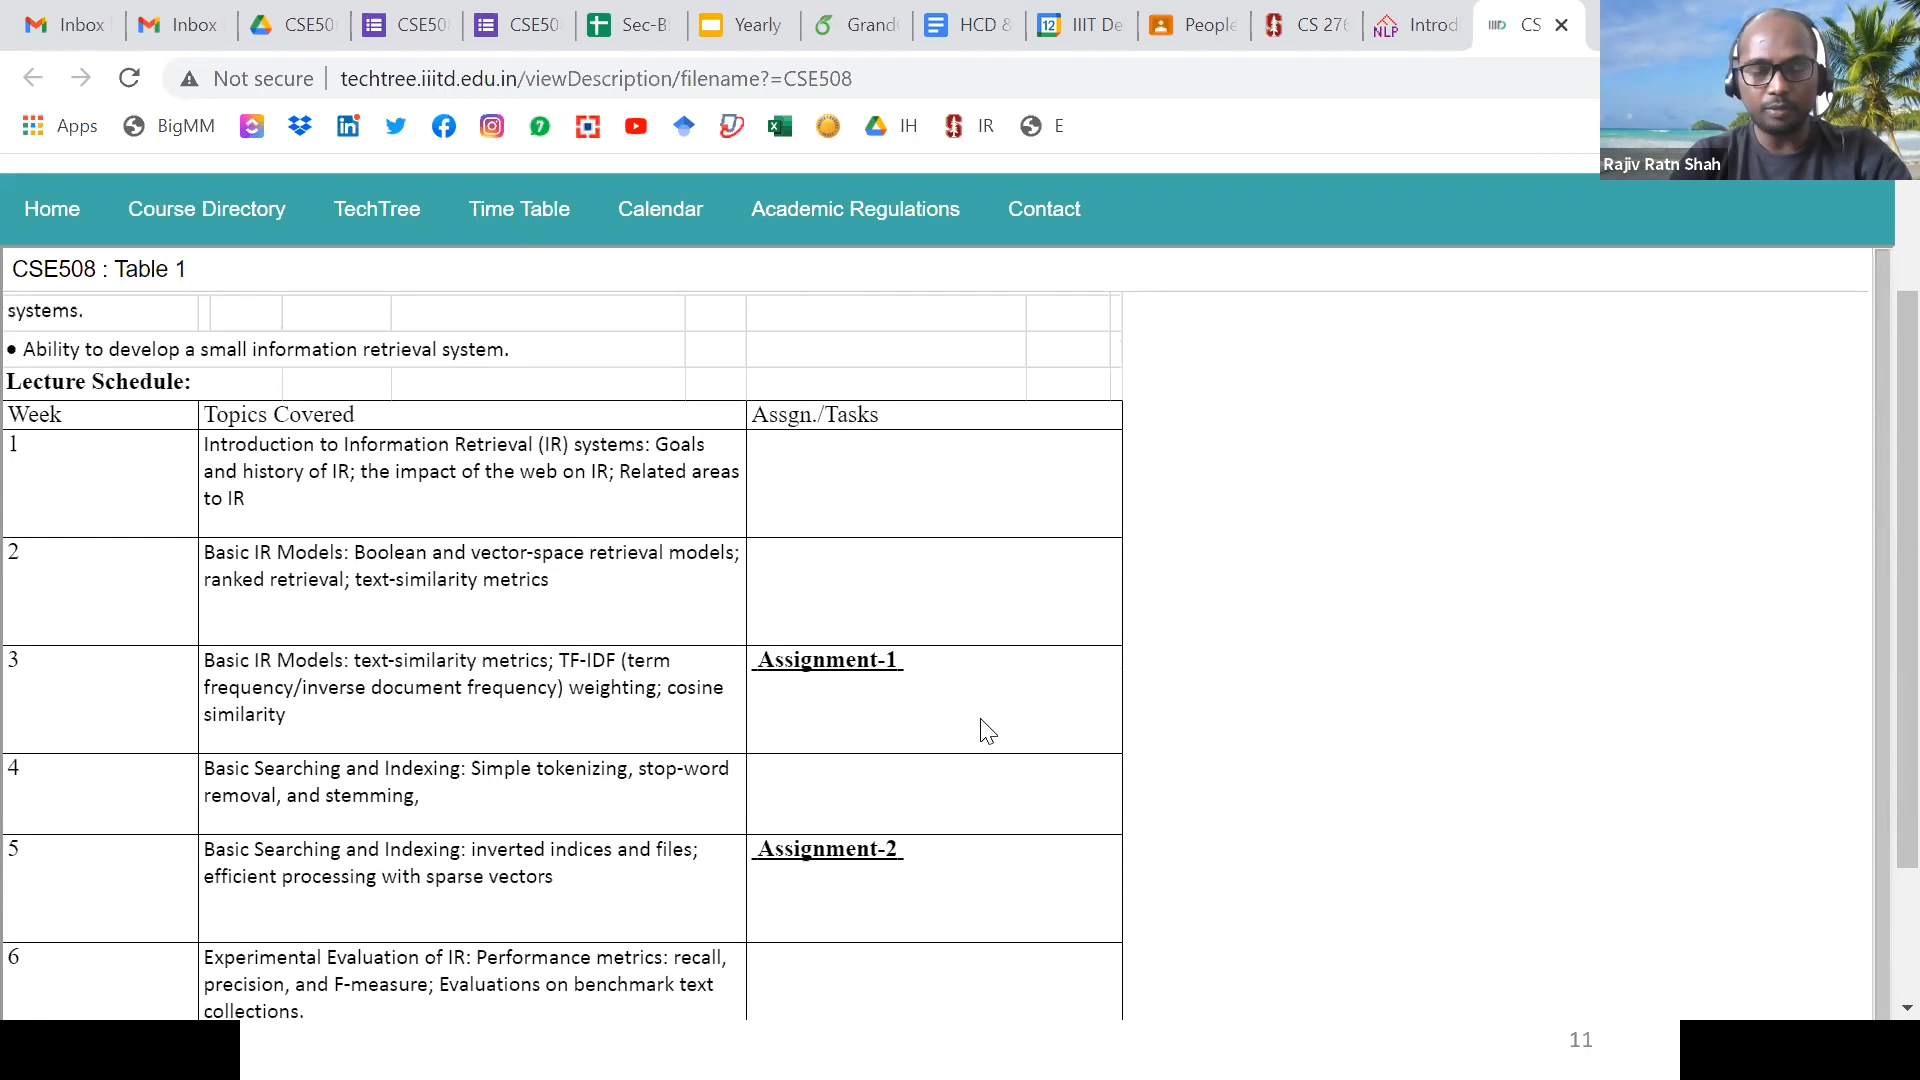 Inbox
Inbox
CSE50
CSE50
CSE50
Sec-B
Yearly
Grand
HCD &
12
IIIT De
People
CS 276
NLP
Introd
CS
Not secure
techtree.iiitd.edu.in/viewDescription/filename?=CSE508
Apps
BigMM
7
IH
IR
E
Rajiv Ratn Shah
Home
Course Directory
TechTree
Time Table
Calendar
Academic Regulations
Contact
CSE508 : Table 1
systems.
● Ability to develop a small information retrieval system.
Lecture Schedule:
Week
Topics Covered
Assgn./Tasks
1
Introduction to Information Retrieval (IR) systems: Goals
and history of IR; the impact of the web on IR; Related areas
to IR
2
Basic IR Models: Boolean and vector-space retrieval models;
ranked retrieval; text-similarity metrics
3
Basic IR Models: text-similarity metrics; TF-IDF (term
frequency/inverse document frequency) weighting; cosine
similarity
Assignment-1
4
Basic Searching and Indexing: Simple tokenizing, stop-word
removal, and stemming,
5
Basic Searching and Indexing: inverted indices and files;
efficient processing with sparse vectors
Assignment-2
6
Experimental Evaluation of IR: Performance metrics: recall,
precision, and F-measure; Evaluations on benchmark text
collections.
11